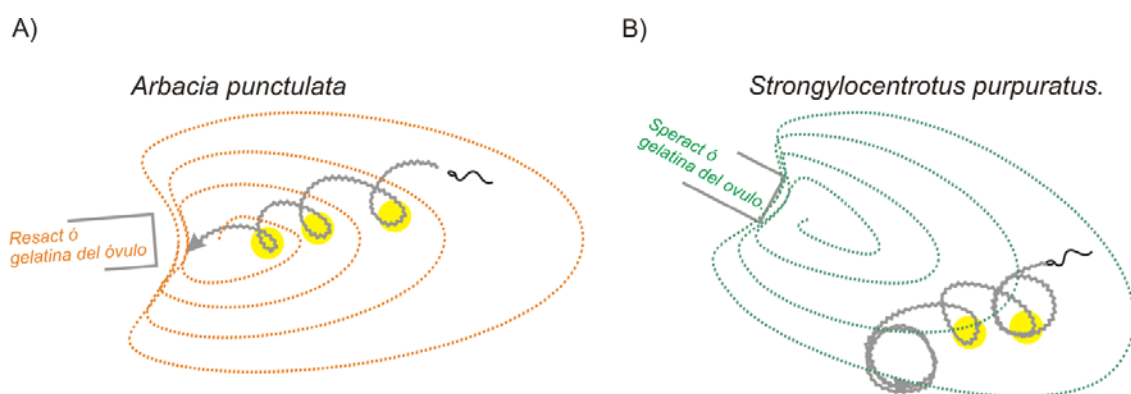 A)
Arbacia punctulata
Resact ó
gelatina del óvulo
B)
Strongylocentrotus purpuratus.
Speract ó
gelatina del ovulo.